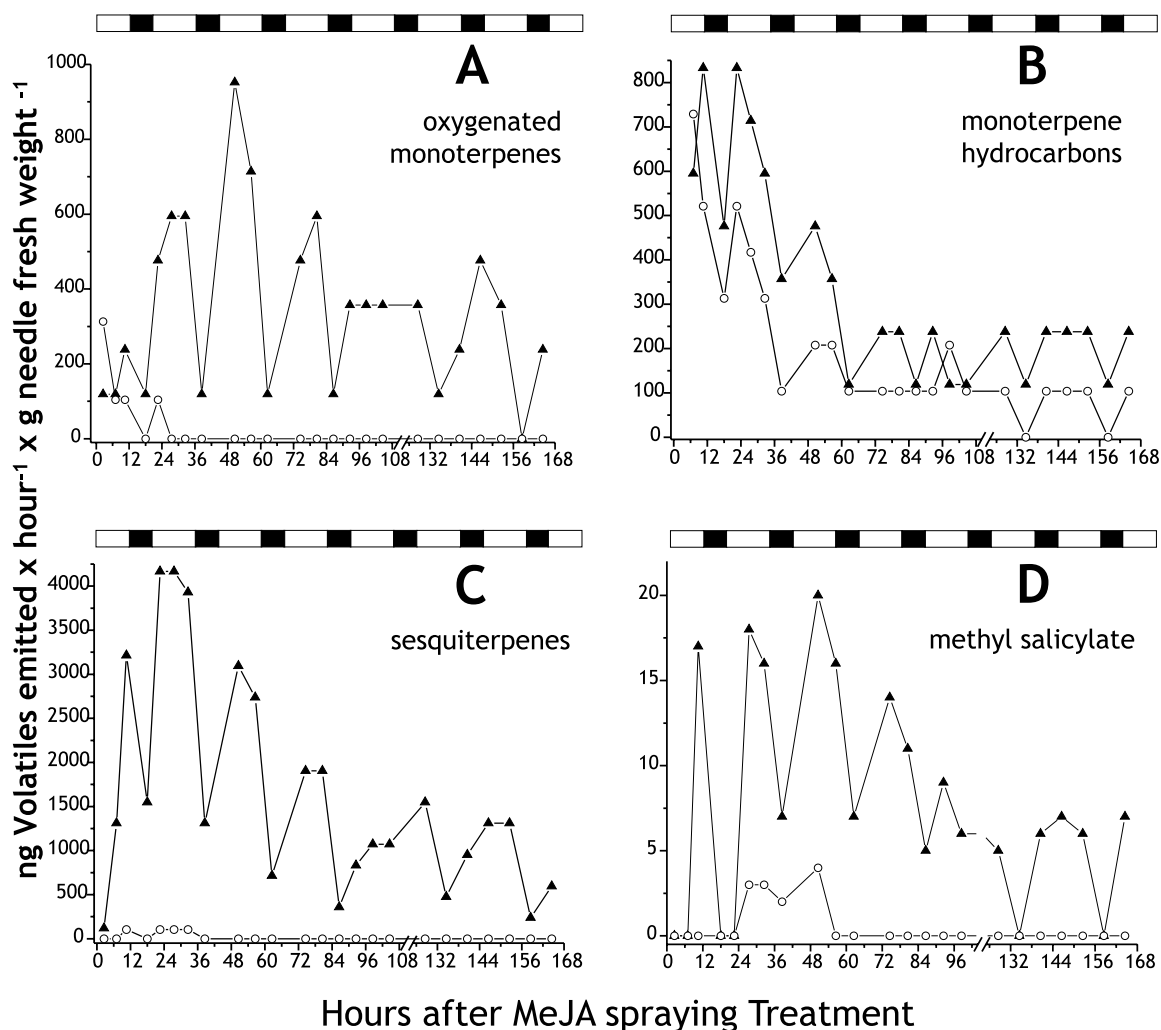 ng Volatiles emitted x hour⁻¹ x g needle fresh weight ⁻¹
A
oxygenated
monoterpenes
1000
800
600
400
200
0
0 12 24 36 48 60 72 84 96 108 132 144 156 168
B
monoterpene
hydrocarbons
800
700
600
500
400
300
200
100
0
0 12 24 36 48 60 72 84 96 108 132 144 156 168
C
sesquiterpenes
4000
3500
3000
2500
2000
1500
1000
500
0
0 12 24 36 48 60 72 84 96 108 132 144 156 168
D
methyl salicylate
20
15
10
5
0
0 12 24 36 48 60 72 84 96 132 144 156 168
Hours after MeJA spraying Treatment